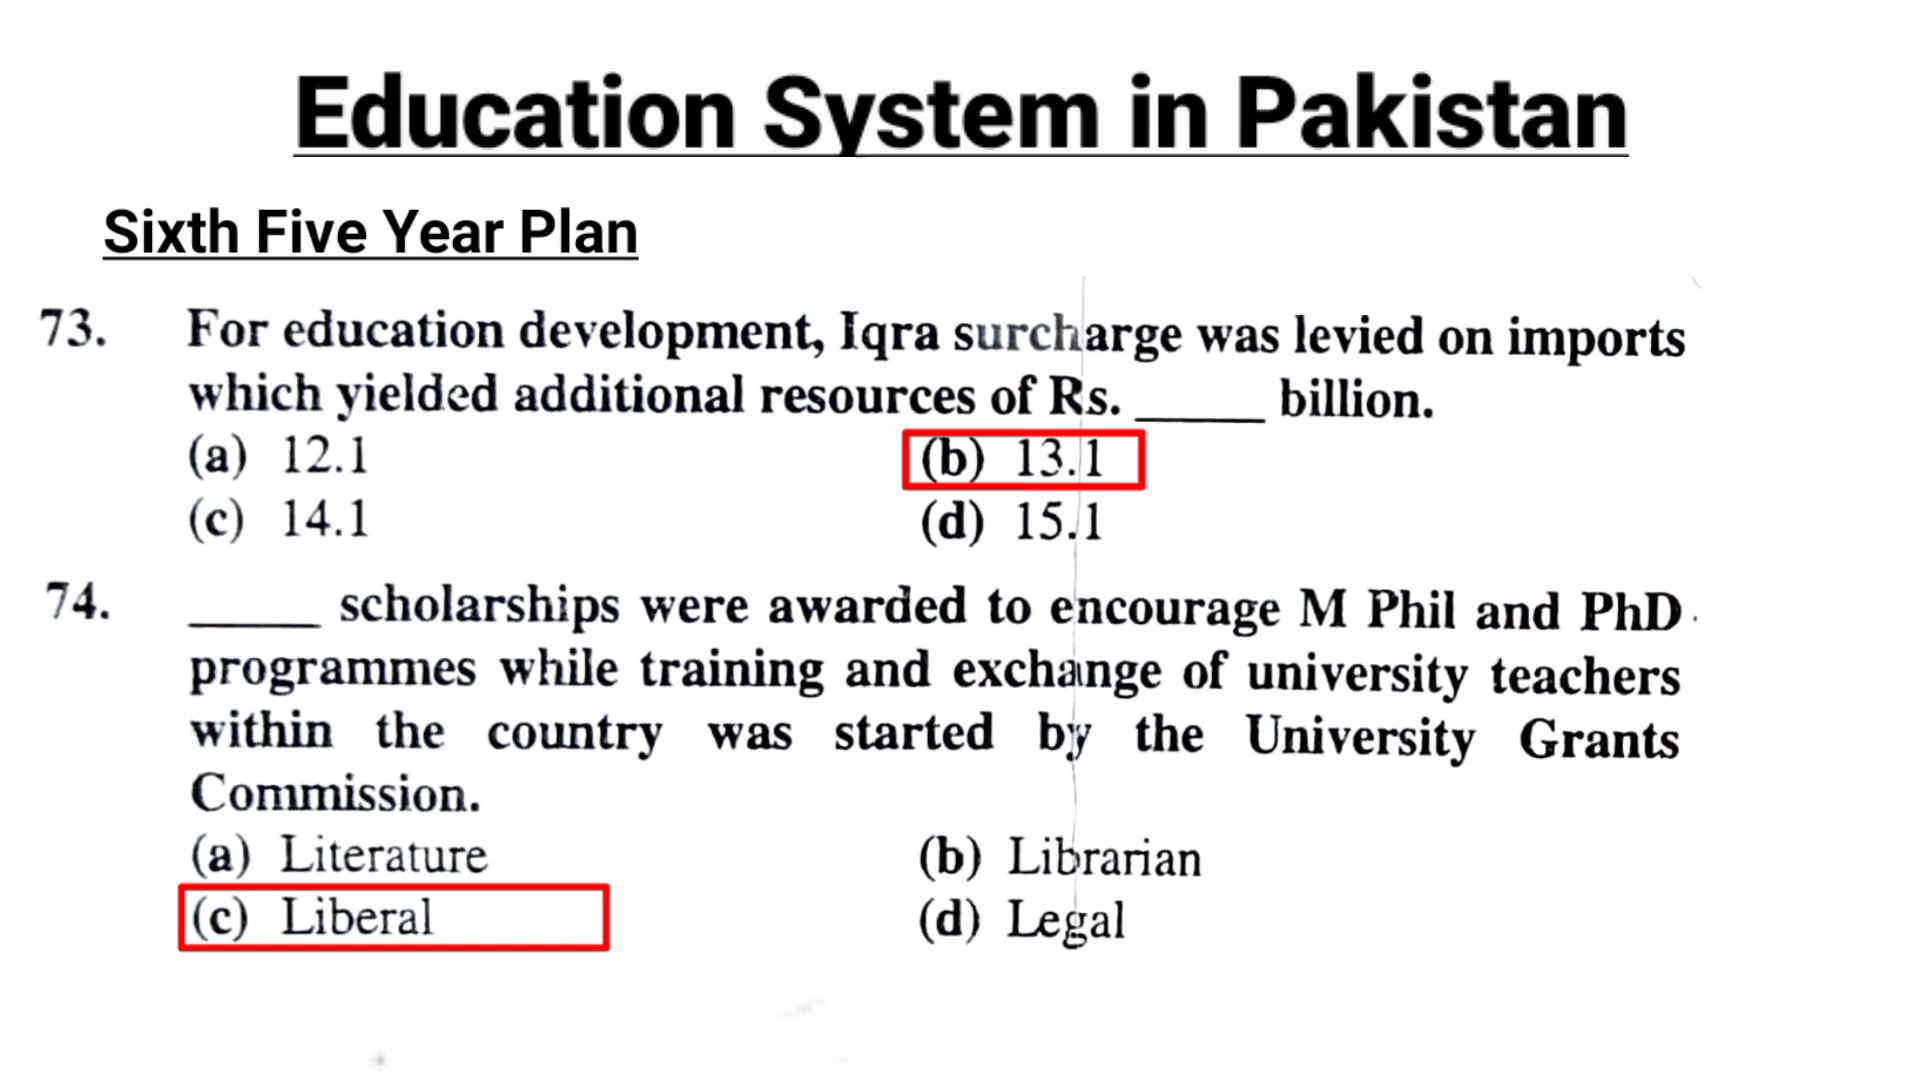 Education System in Pakistan
Sixth Five Year Plan
73. For education development, Iqra surcharge was levied on imports
which yielded additional resources of Rs. _____ billion.
(a) 12.1 (b) 13.1
(c) 14.1 (d) 15.1
74. _____ scholarships were awarded to encourage M Phil and PhD
programmes while training and exchange of university teachers
within the country was started by the University Grants
Commission.
(a) Literature (b) Librarian
(c) Liberal (d) Legal